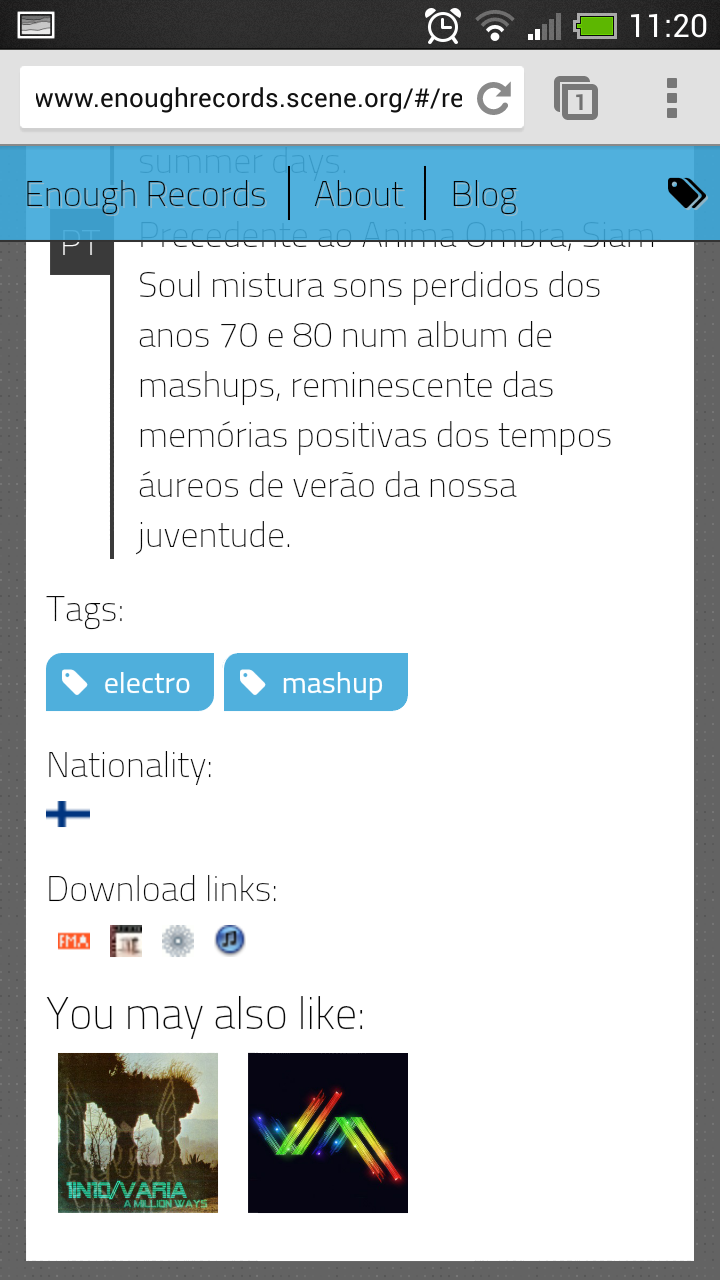 11:20
www.enoughrecords.scene.org/#/re
1
summer days.
Enough Records
About
Blog
PT
Precedente ao Anima Ombra, Siam
Soul mistura sons perdidos dos
anos 70 e 80 num album de
mashups, reminescente das
memórias positivas dos tempos
áureos de verão da nossa
juventude.
Tags:
electro
mashup
Nationality:
Download links:
FMA
You may also like:
1IN10/VARIA
A MILLION WAYS